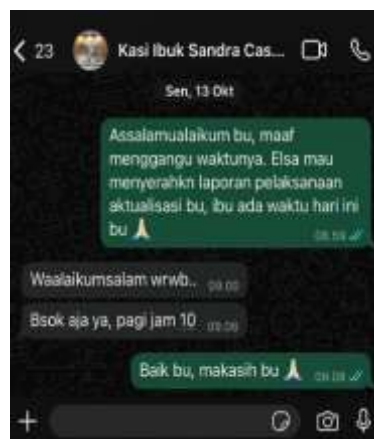 23
Kasi Ibuk Sandra Cas...
Sen, 13 Okt
Assalamualaikum bu, maaf
menggangu waktunya. Elsa mau
menyerahkn laporan pelaksanaan
aktualisasi bu, ibu ada waktu hari ini
bu 🙏
Waalaikumsalam wrwb..
Bsok aja ya, pagi jam 10
Baik bu, makasih bu 🙏